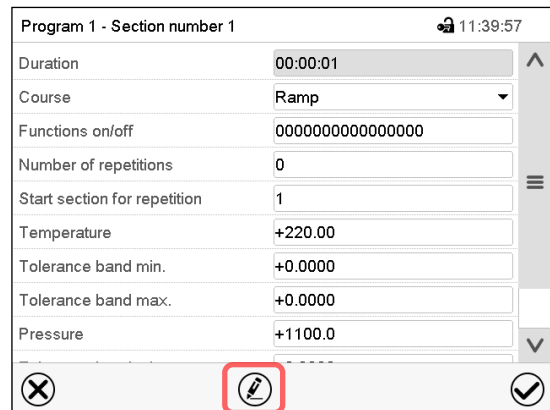 Program 1 - Section number 1 11:39:57
Duration 00:00:01
Course Ramp
Functions on/off 0000000000000000
Number of repetitions 0
Start section for repetition 1
Temperature +220.00
Tolerance band min. +0.0000
Tolerance band max. +0.0000
Pressure +1100.0